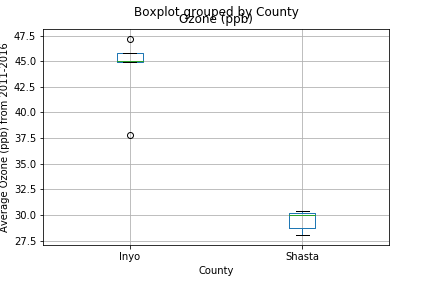 Boxplot grouped by County
Ozone (ppb)
Average Ozone (ppb) from 2011-2016
47.5
45.0
42.5
40.0
37.5
35.0
32.5
30.0
27.5
Inyo Shasta
County